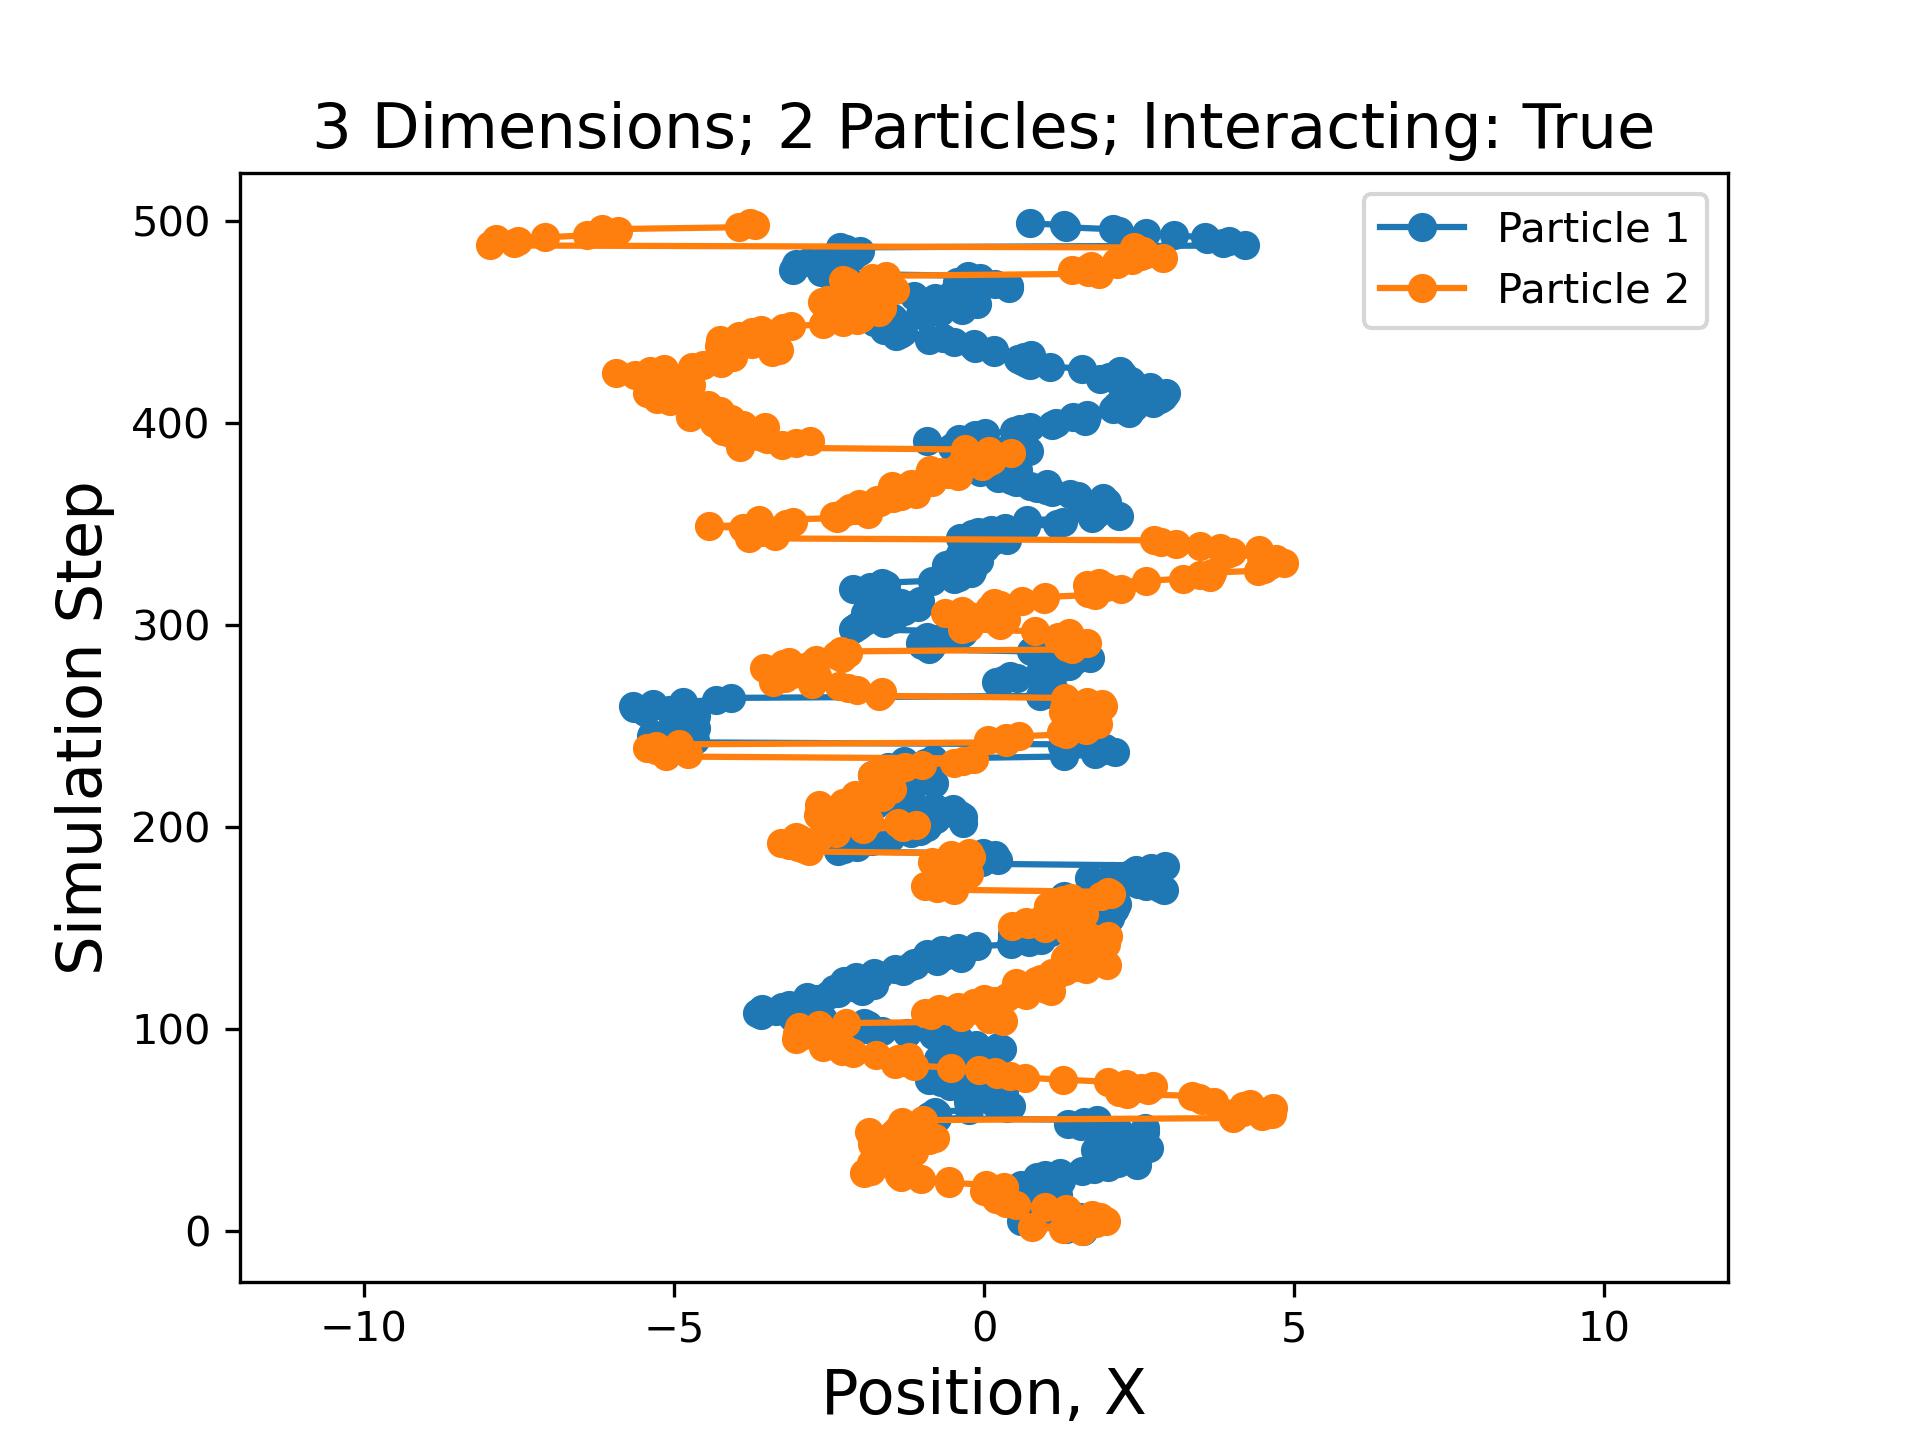 3 Dimensions; 2 Particles; Interacting: True
Particle 1
Particle 2
Simulation Step
500
400
300
200
100
0
−10
−5
0
5
10
Position, X